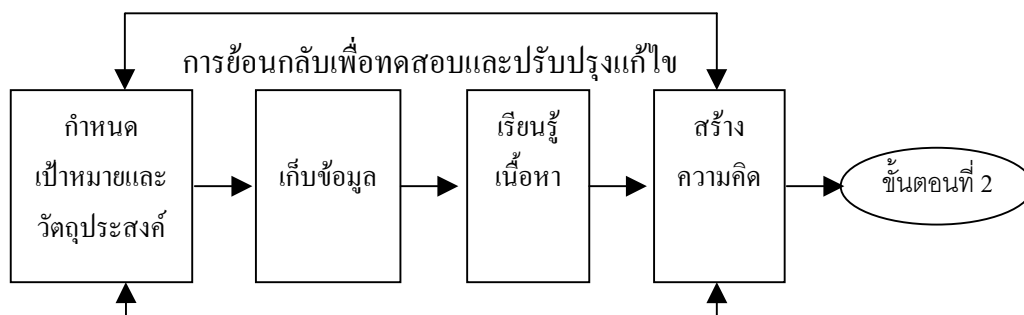 การย้อนกลับเพื่อทดสอบและปรับปรุงแก้ไข
กำหนด
เป้าหมายและ
วัตถุประสงค์
เก็บข้อมูล
เรียนรู้
เนื้อหา
สร้าง
ความคิด
ขั้นตอนที่ 2